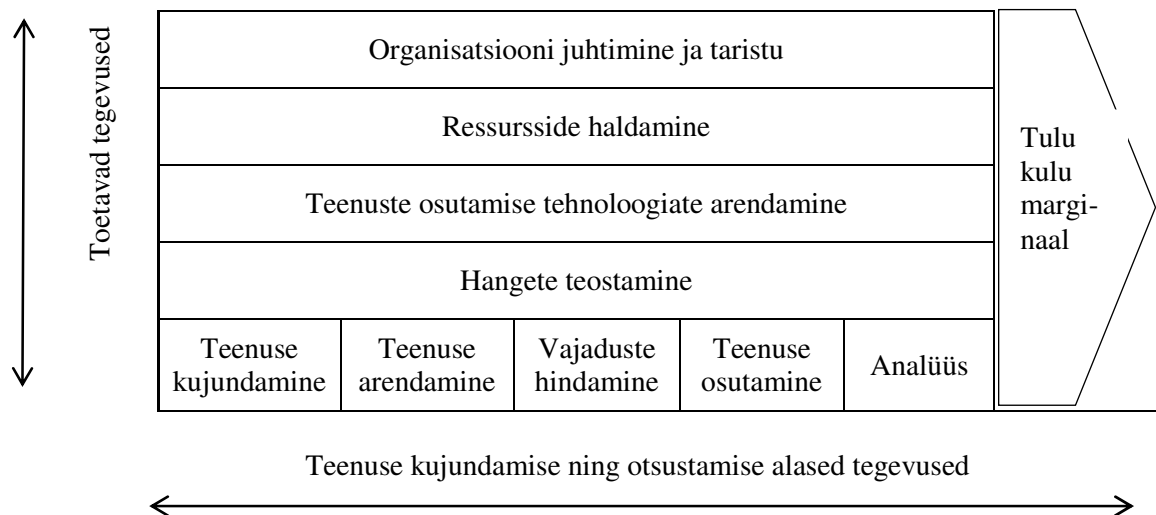 Toetavad tegevused
Organisatsiooni juhtimine ja taristu
Ressursside haldamine
Teenuste osutamise tehnoloogiate arendamine
Hangete teostamine
Teenuse
kujundamine
Teenuse
arendamine
Vajaduste
hindamine
Teenuse
osutamine
Analüüs
Tulu
kulu
margi-
naal
Teenuse kujundamise ning otsustamise alased tegevused